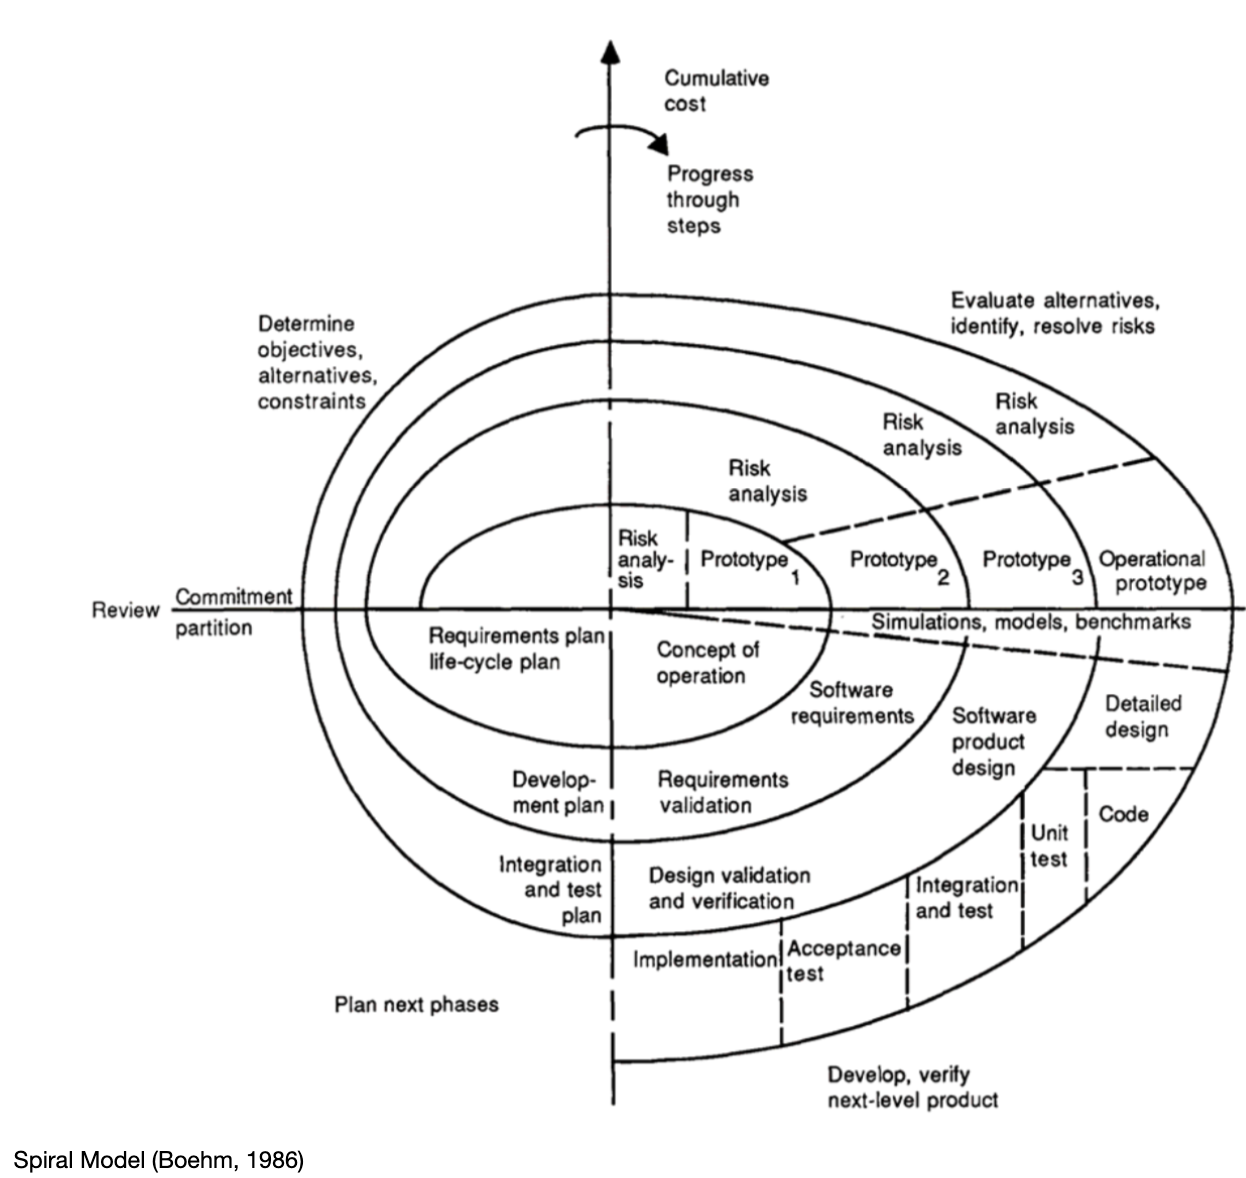 Cumulative
cost
Progress
through
steps
Determine
objectives,
alternatives,
constraints
Evaluate alternatives,
identify, resolve risks
Risk
analysis
Risk
analysis
Risk
analysis
Risk
analy-
sis
Prototype
1
Prototype
2
Prototype
3
Operational
prototype
Review
Commitment
partition
Simulations, models, benchmarks
Requirements plan
life-cycle plan
Concept of
operation
Software
requirements
Software
product
design
Detailed
design
Develop-
ment plan
Requirements
validation
Code
Unit
test
Integration
and test
plan
Design validation
and verification
Integration
and test
Implementation
Acceptance
test
Plan next phases
Develop, verify
next-level product
Spiral Model (Boehm, 1986)